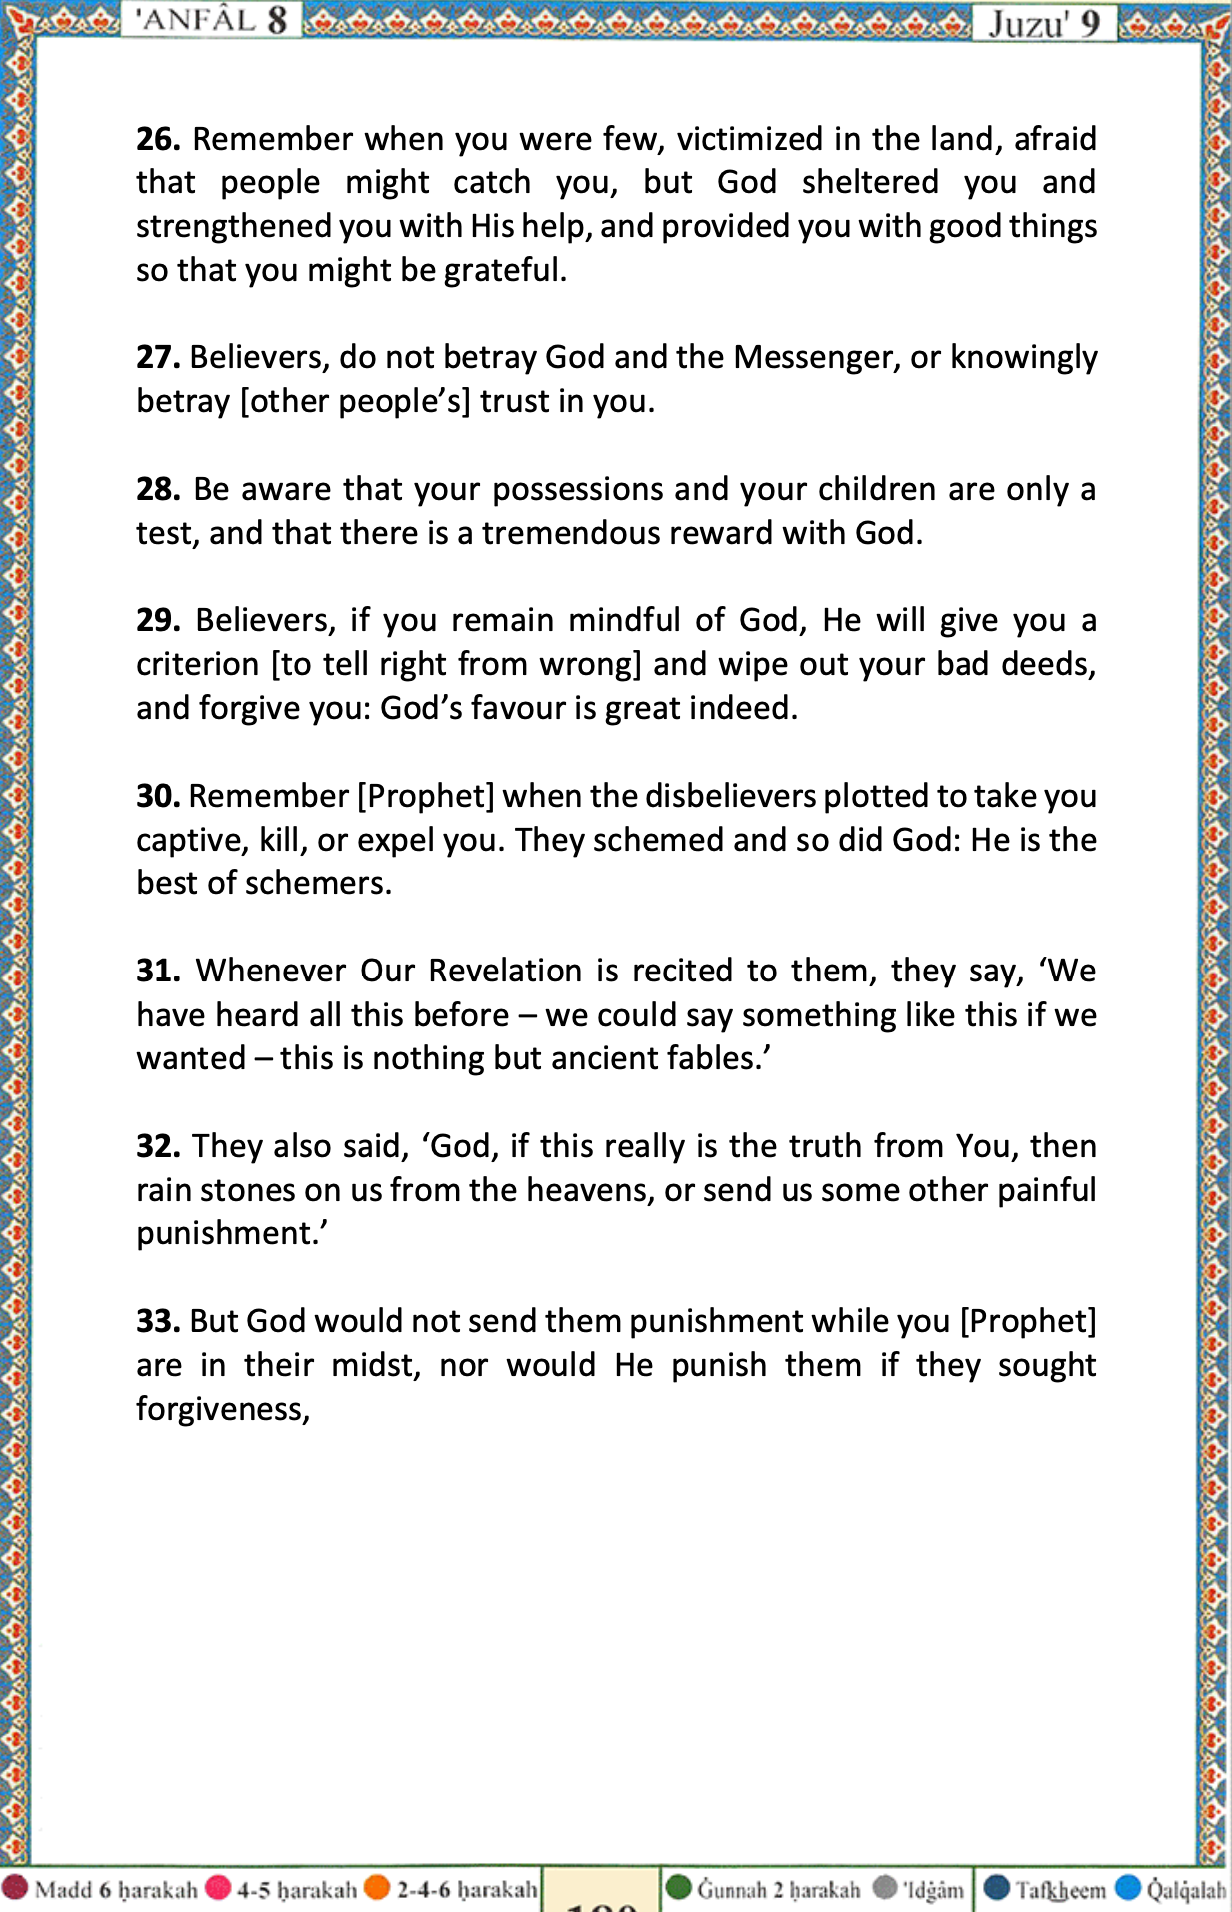 'ANFÂL 8
Juzu' 9
26. Remember when you were few, victimized in the land, afraid
that people might catch you, but God sheltered you and
strengthened you with His help, and provided you with good things
so that you might be grateful.
27. Believers, do not betray God and the Messenger, or knowingly
betray [other people’s] trust in you.
28. Be aware that your possessions and your children are only a
test, and that there is a tremendous reward with God.
29. Believers, if you remain mindful of God, He will give you a
criterion [to tell right from wrong] and wipe out your bad deeds,
and forgive you: God’s favour is great indeed.
30. Remember [Prophet] when the disbelievers plotted to take you
captive, kill, or expel you. They schemed and so did God: He is the
best of schemers.
31. Whenever Our Revelation is recited to them, they say, ‘We
have heard all this before – we could say something like this if we
wanted – this is nothing but ancient fables.’
32. They also said, ‘God, if this really is the truth from You, then
rain stones on us from the heavens, or send us some other painful
punishment.’
33. But God would not send them punishment while you [Prophet]
are in their midst, nor would He punish them if they sought
forgiveness,
Madd 6 ḥarakah 4-5 ḥarakah 2-4-6 ḥarakah Ġunnah 2 ḥarakah 'Idġâm Tafkheem Q̇alq̇alah